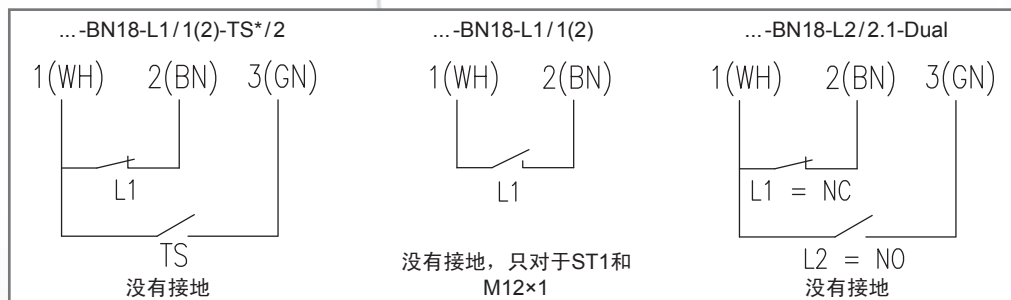 ...-BN18-L1/1(2)-TS*/2
1(WH) 2(BN) 3(GN)
L1
TS
没有接地
...-BN18-L1/1(2)
1(WH) 2(BN)
L1
没有接地，只对于ST1和
M12×1
...-BN18-L2/2.1-Dual
1(WH) 2(BN) 3(GN)
L1 = NC
L2 = NO
没有接地